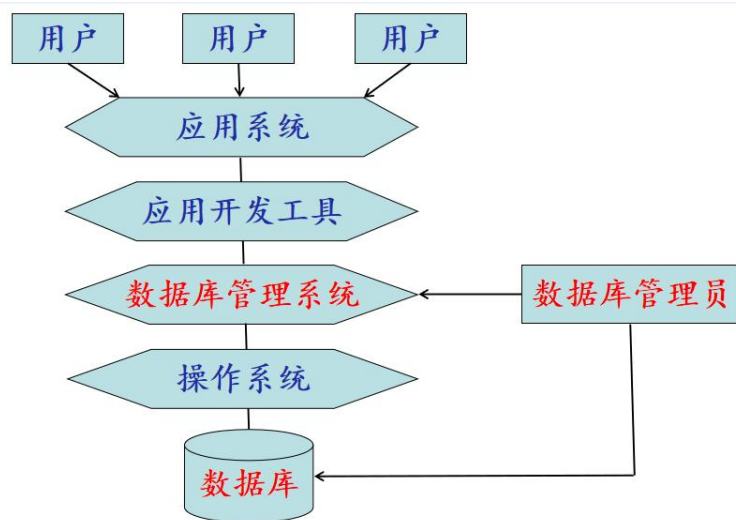 用户
用户
用户
应用系统
应用开发工具
数据库管理系统
数据库管理员
操作系统
数据库